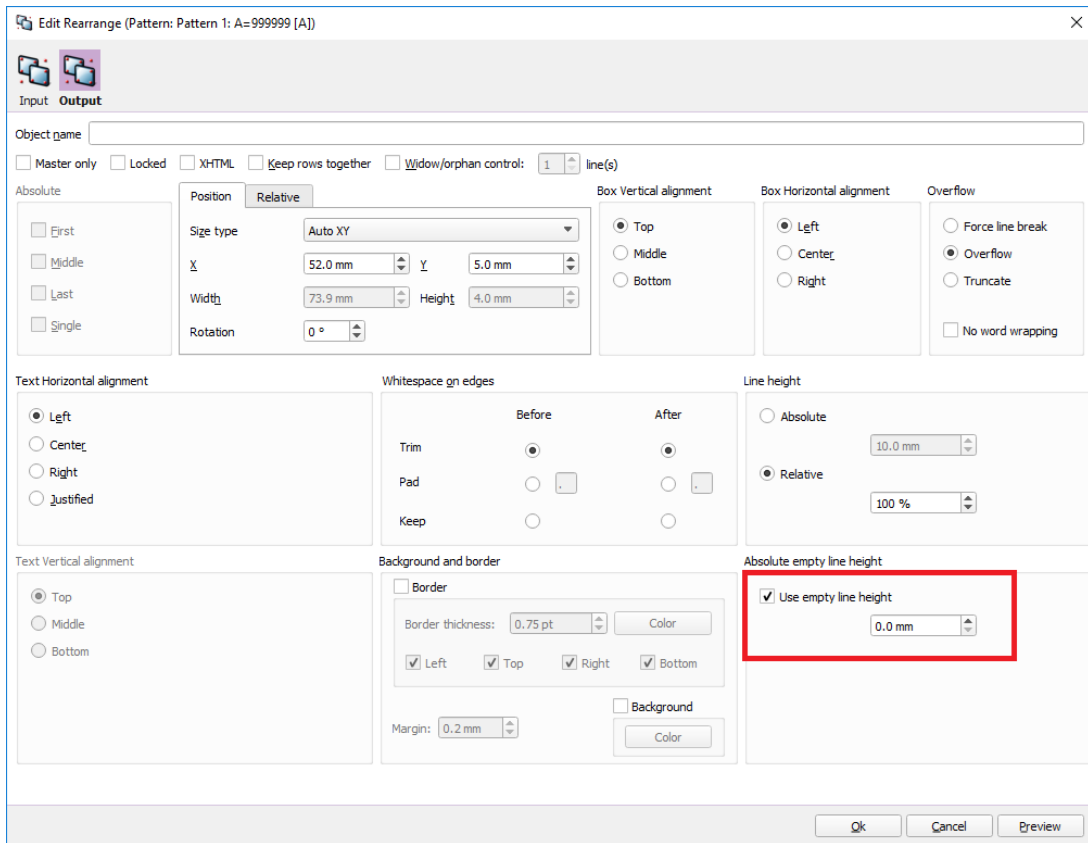 Edit Rearrange (Pattern: Pattern 1: A=999999 [A])
Input Output
Object name
Master only Locked XHTML Keep rows together Widow/orphan control: 1 line(s)
Absolute
First
Middle
Last
Single
Position Relative
Size type Auto XY
X 52.0 mm Y 5.0 mm
Width 73.9 mm Height 4.0 mm
Rotation 0 °
Box Vertical alignment
Top
Middle
Bottom
Box Horizontal alignment
Left
Center
Right
Overflow
Force line break
Overflow
Truncate
No word wrapping
Text Horizontal alignment
Left
Center
Right
Justified
Whitespace on edges
Before After
Trim
Pad . .
Keep
Line height
Absolute
10.0 mm
Relative
100 %
Text Vertical alignment
Top
Middle
Bottom
Background and border
Border
Border thickness: 0.75 pt Color
Left Top Right Bottom
Background
Margin: 0.2 mm
Color
Absolute empty line height
Use empty line height
0.0 mm
Ok Cancel Preview